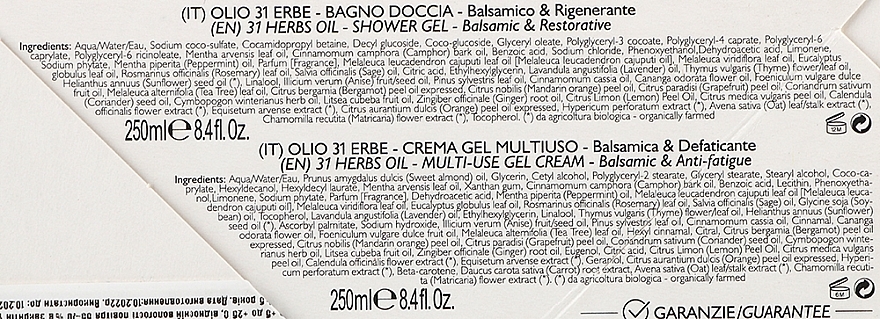 (IT) OLIO 31 ERBE - BAGNO DOCCIA - Balsamico & Rigenerante
(EN) 31 HERBS OIL - SHOWER GEL - Balsamic & Restorative
Ingredients: Aqua/Water/Eau, Sodium coco-sulfate, Cocamidopropyl betaine, Decyl glucoside, Coco-glucoside, Glyceryl oleate, Polyglyceryl-3 cocoate, Polyglyceryl-4 caprate, Polyglyceryl-6
caprylate, Polyglyceryl-6 ricinoleate, Mentha arvensis leaf oil, Cinnamomum camphora (Camphor) bark oil, Benzoic acid, Sodium chloride, Phenoxyethanol,Dehydroacetic acid, Limonene,
Sodium phytate, Mentha piperita (Peppermint) oil, Parfum [Fragrance], Melaleuca leucadendron cajaputi leaf oil [Melaleuca leucadendron cajuputi oil], Melaleuca viridiflora leaf oil, Eucalyptus
globulus leaf oil, Rosmarinus officinalis (Rosemary) leaf oil, Salvia officinalis (Sage) oil, Citric acid, Ethylhexylglycerin, Lavandula angustifolia (Lavender) oil, Thymus vulgaris (Thyme) flower/leaf oil,
Helianthus annuus (Sunflower) seed oil (*), Linalool, Illicium verum (Anise) fruit/seed oil, Pinus sylvestris leaf oil, Cinnamomum cassia oil, Cananga odorata flower oil, Foeniculum vulgare dulce
fruit oil, Melaleuca alternifolia (Tea Tree) leaf oil, Citrus bergamia (Bergamot) peel oil expressed, Citrus nobilis (Mandarin orange) peel oil, Citrus paradisi (Grapefruit) peel oil, Coriandrum sativum
(Coriander) seed oil, Cymbopogon winterianus herb oil, Litsea cubeba fruit oil, Zingiber officinale (Ginger) root oil, Citrus Limon (Lemon) Peel Oil, Citrus medica vulgaris peel oil, Calendula
officinalis flower extract (*), Equisetum arvense extract (*), Citrus aurantium dulcis (Orange) peel oil expressed, Hypericum perforatum extract (*), Avena sativa (Oat) leaf/stalk extract (*),
Chamomilla recutita (Matricaria) flower extract (*), Tocopherol. (*) da agricoltura biologica - organically farmed
250ml e 8.4fl.oz.
12M
(IT) OLIO 31 ERBE - CREMA GEL MULTIUSO - Balsamica & Defaticante
(EN) 31 HERBS OIL - MULTI-USE GEL CREAM - Balsamic & Anti-fatigue
Ingredients: Aqua/Water/Eau, Prunus amygdalus dulcis (Sweet almond) oil, Glycerin, Cetyl alcohol, Polyglyceryl-2 stearate, Glyceryl stearate, Stearyl alcohol, Coco-ca-
prylate, Hexyldecanol, Hexyldecyl laurate, Mentha arvensis leaf oil, Xanthan gum, Cinnamomum camphora (Camphor) bark oil, Benzoic acid, Lecithin, Phenoxyetha-
nol,Limonene, Sodium phytate, Parfum [Fragrance], Dehydroacetic acid, Mentha piperita (Peppermint) oil, Melaleuca leucadendron cajaputi leaf oil [Melaleuca leuca-
dendron cajuputi oil], Melaleuca viridiflora leaf oil, Eucalyptus globulus leaf oil, Rosmarinus officinalis (Rosemary) leaf oil, Salvia officinalis (Sage) oil, Glycine soja (Soy-
bean) oil, Tocopherol, Lavandula angustifolia (Lavender) oil, Ethylhexylglycerin, Linalool, Thymus vulgaris (Thyme) flower/leaf oil, Helianthus annuus (Sunflower)
seed oil (*), Ascorbyl palmitate, Sodium hydroxide, Illicium verum (Anise) fruit/seed oil, Pinus sylvestris leaf oil, Cinnamomum cassia oil, Cinnamal, Cananga
odorata flower oil, Foeniculum vulgare dulce fruit oil, Melaleuca alternifolia (Tea Tree) leaf oil, Hexyl cinnamal, Citral, Citrus bergamia (Bergamot) peel oil
expressed, Citrus nobilis (Mandarin orange) peel oil, Citrus paradisi (Grapefruit) peel oil, Coriandrum sativum (Coriander) seed oil, Cymbopogon winte-
rianus herb oil, Litsea cubeba fruit oil, Zingiber officinale (Ginger) root oil, Eugenol, Citric acid, Citrus Limon (Lemon) Peel Oil, Citrus medica vulgaris
peel oil, Calendula officinalis flower extract (*), Equisetum arvense extract (*), Geraniol, Citrus aurantium dulcis (Orange) peel oil expressed, Hyperi-
cum perforatum extract (*), Beta-carotene, Daucus carota sativa (Carrot) root extract, Avena sativa (Oat) leaf/stalk extract (*), Chamomilla recuti-
ta (Matricaria) flower extract (*). (*) da agricoltura biologica - organically farmed
250ml e 8.4fl.oz.
6M
GARANZIE/GUARANTEE